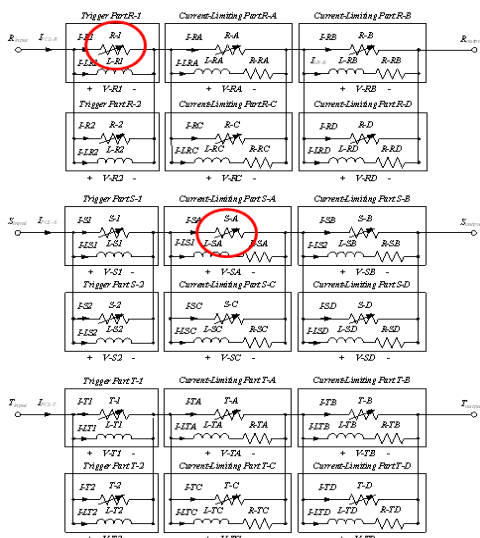 Trigger Part R-1 Current-Limiting Part R-A Current-Limiting Part R-B
I-R1 R-1 I-RA R-A I-RB R-B
I-LR1 L-R1 I-LRA L-RA R-RA L-RB R-RB
+ V-R1 - + V-RA - + V-RB -
Trigger Part R-2 Current-Limiting Part R-C Current-Limiting Part R-D
I-R2 R-2 I-RC R-C I-RD R-D
I-LR2 L-R2 I-LRC L-RC R-RC I-LRD L-RD R-RD
+ V-R2 - + V-RC - + V-RD -
Trigger Part S-1 Current-Limiting Part S-A Current-Limiting Part S-B
I-S1 S-1 I-SA S-A I-SB S-B
I-LS1 L-S1 I-LS1 L-SA R-SA I-LS2 L-SB R-SB
+ V-S1 - + V-SA - + V-SB -
Trigger Part S-2 Current-Limiting Part S-C Current-Limiting Part S-D
I-S2 S-2 I-SC S-C I-SD S-D
I-LS2 L-S2 I-LSC L-SC R-SC I-LSD L-SD R-SD
+ V-S2 - + V-SC - + V-SD -
Trigger Part T-1 Current-Limiting Part T-A Current-Limiting Part T-B
I-T1 T-1 I-TA T-A I-TB T-B
I-LT1 L-T1 I-LTA L-TA R-TA I-LTB L-TB R-TB
+ V-T1 - + V-TA - + V-TB -
Trigger Part T-2 Current-Limiting Part T-C Current-Limiting Part T-D
I-T2 T-2 I-TC T-C I-TD T-D
I-LT2 L-T2 I-LTC L-TC R-TC I-LTD L-TD R-TD